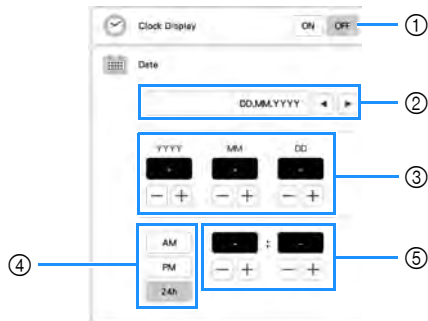 Clock Display ON OFF ①
Date
DD.MM.YYYY ◄ ► ②
YYYY MM DD
- - - ③
− + − + − +
④ AM - : - ⑤
PM − + − +
24h